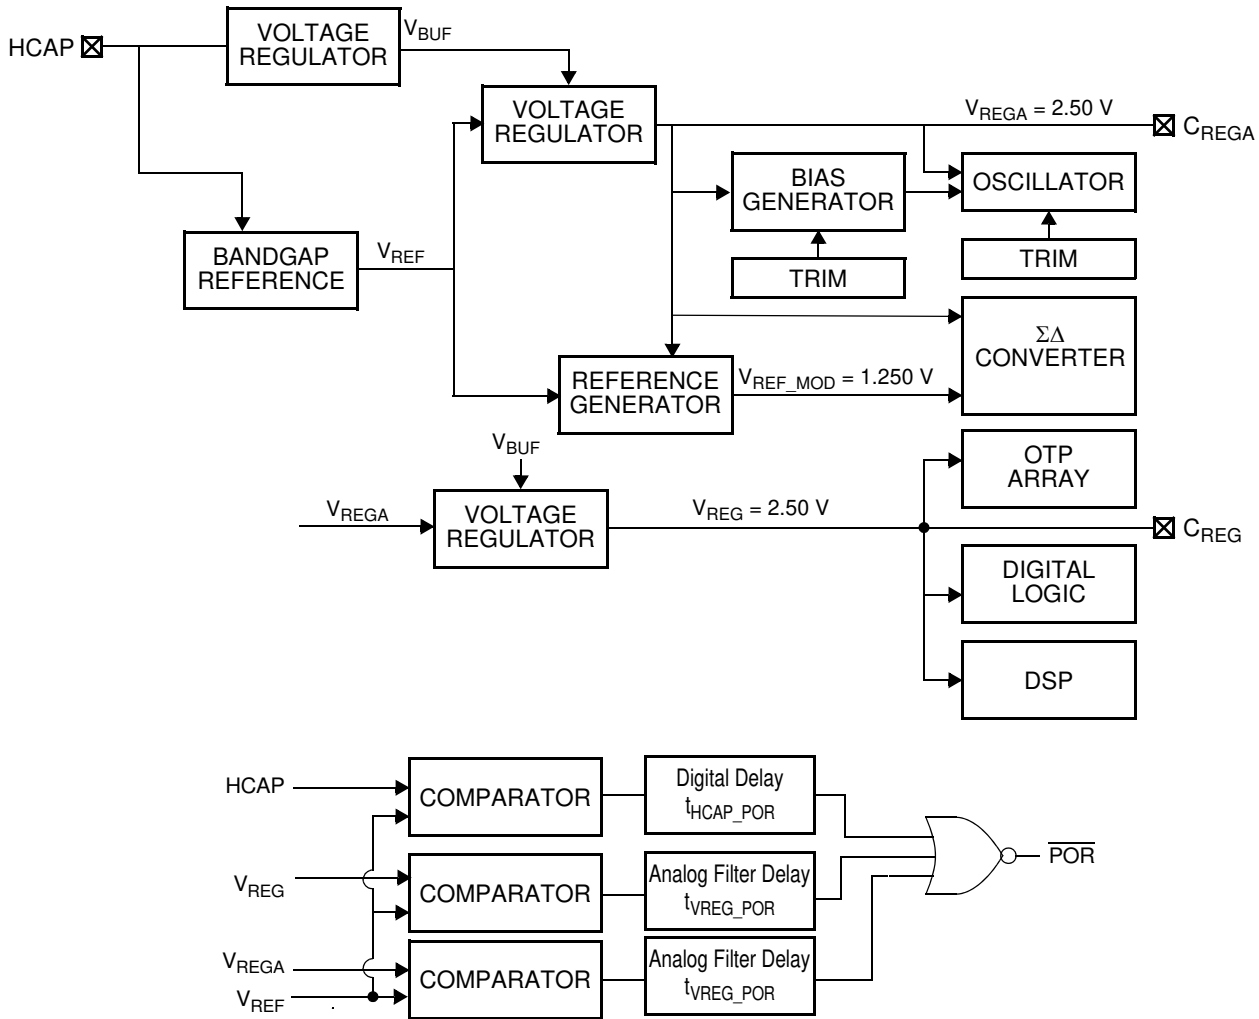 HCAP
VOLTAGE
REGULATOR
VBUF
VOLTAGE
REGULATOR
VREGA = 2.50 V
CREGA
BIAS
GENERATOR
OSCILLATOR
BANDGAP
REFERENCE
VREF
TRIM
TRIM
ΣΔ
CONVERTER
REFERENCE
GENERATOR
VREF_MOD = 1.250 V
VBUF
OTP
ARRAY
VREGA
VOLTAGE
REGULATOR
VREG = 2.50 V
CREG
DIGITAL
LOGIC
DSP
HCAP
COMPARATOR
Digital Delay
tHCAP_POR
POR
VREG
COMPARATOR
Analog Filter Delay
tVREG_POR
VREGA
VREF
COMPARATOR
Analog Filter Delay
tVREG_POR